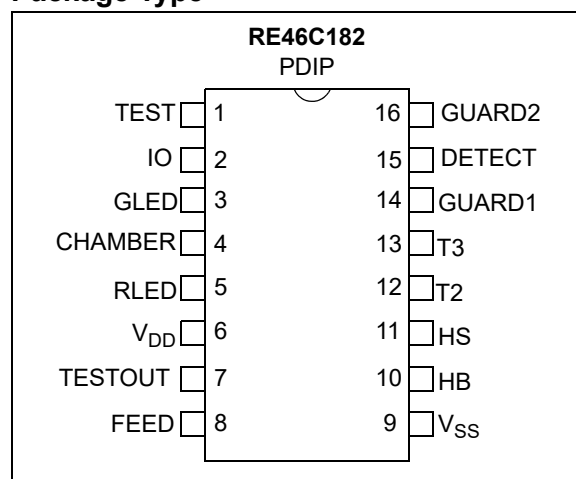 Package Type
RE46C182
PDIP
TEST 1 16 GUARD2
IO 2 15 DETECT
GLED 3 14 GUARD1
CHAMBER 4 13 T3
RLED 5 12 T2
VDD 6 11 HS
TESTOUT 7 10 HB
FEED 8 9 VSS